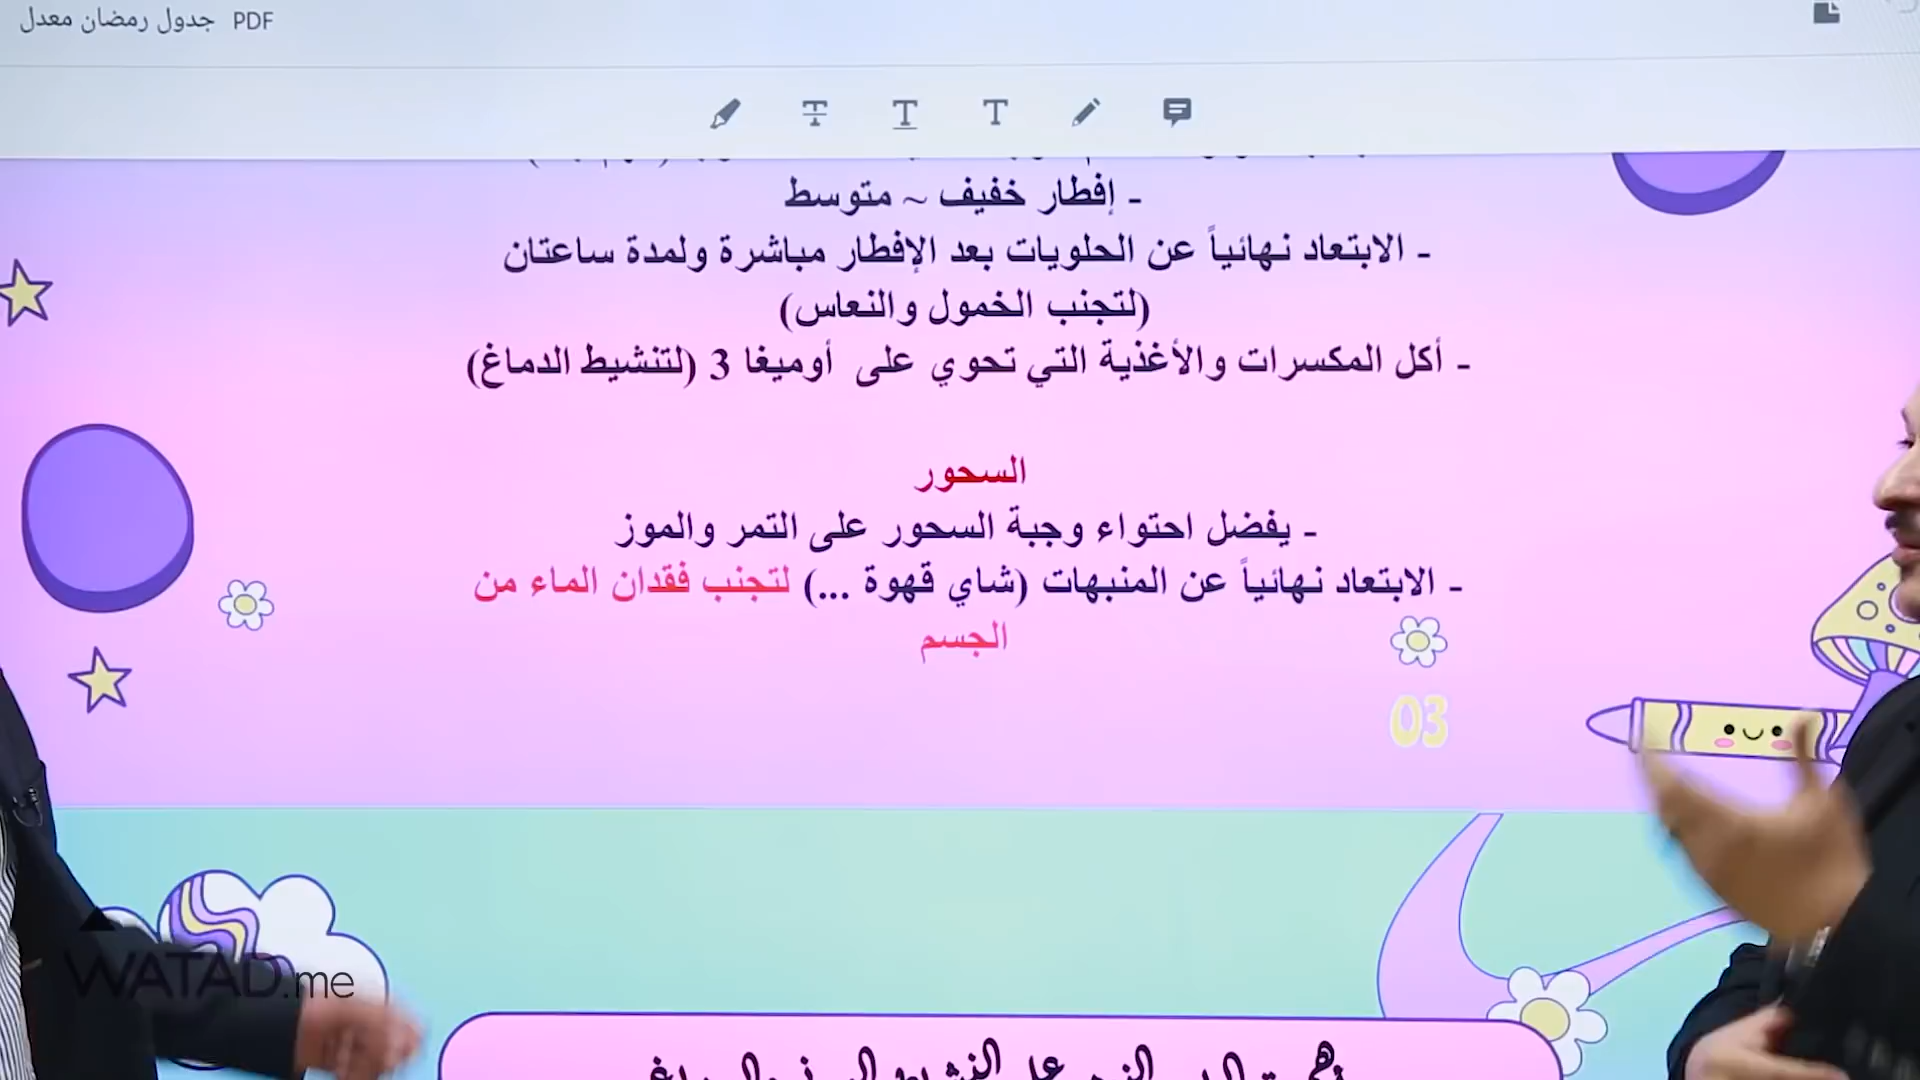 جدول رمضان معدل PDF
- إفطار خفيف ~ متوسط
- الابتعاد نهائياً عن الحلويات بعد الإفطار مباشرة ولمدة ساعتان
(لتجنب الخمول والنعاس)
- أكل المكسرات والأغذية التي تحوي على أوميغا 3 (لتنشيط الدماغ)
السحور
- يفضل احتواء وجبة السحور على التمر والموز
- الابتعاد نهائياً عن المنبهات (شاي قهوة ...) لتجنب فقدان الماء من
الجسم
03
WATAD.me